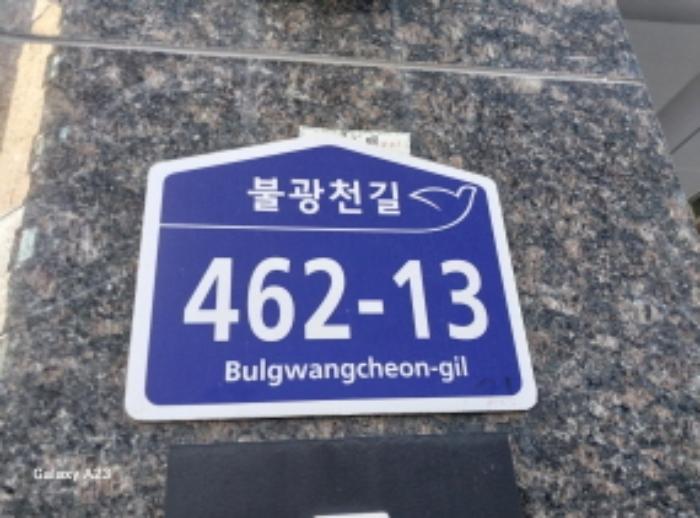 불광천길
462-13
Bulgwangcheon-gil
Galaxy A23